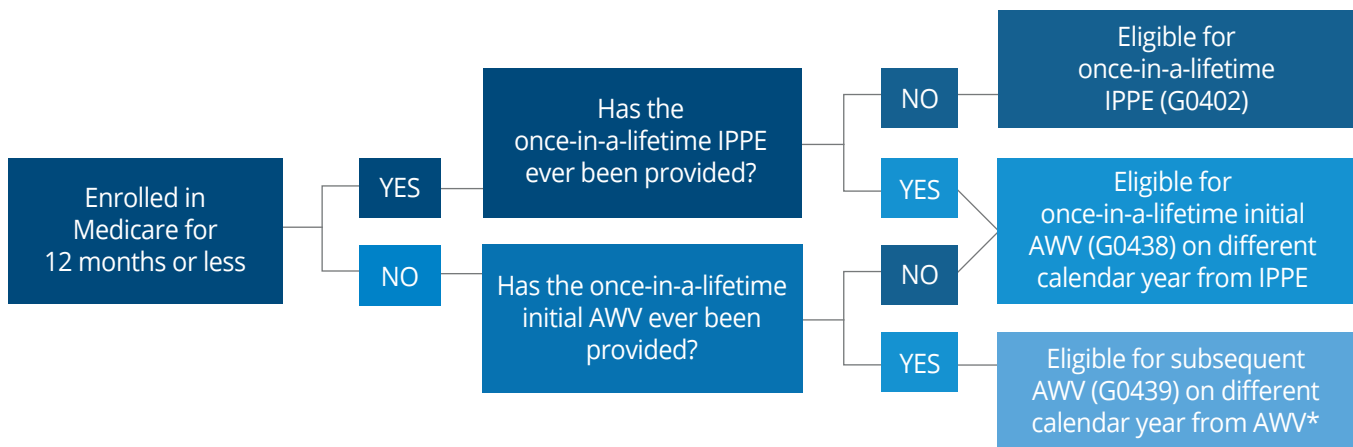 Enrolled in
Medicare for
12 months or less
YES
NO
Has the
once-in-a-lifetime IPPE
ever been provided?
Has the once-in-a-lifetime
initial AWV ever been
provided?
NO
YES
NO
YES
Eligible for
once-in-a-lifetime
IPPE (G0402)
Eligible for
once-in-a-lifetime initial
AWV (G0438) on different
calendar year from IPPE
Eligible for subsequent
AWV (G0439) on different
calendar year from AWV*